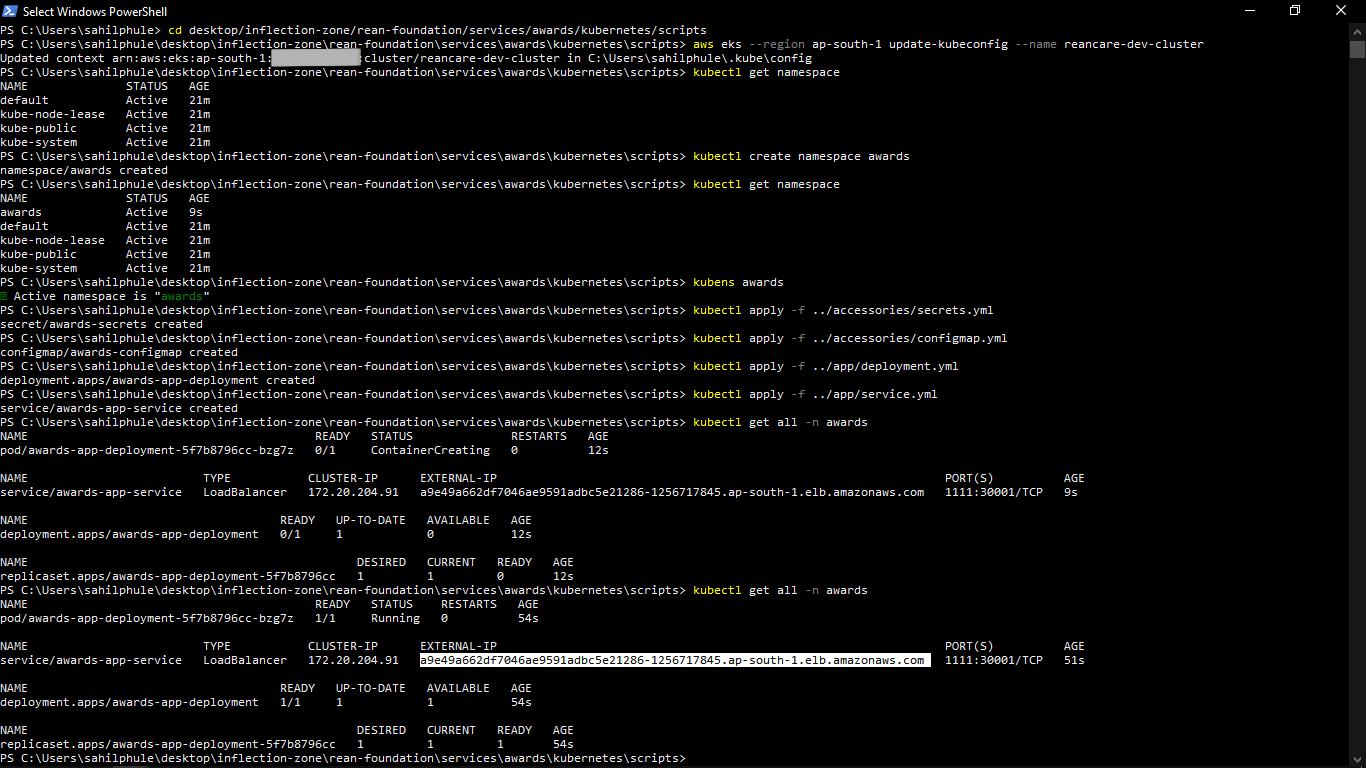 Select Windows PowerShell
PS C:\Users\sahilphule> cd desktop/inflection-zone/rean-foundation/services/awards/kubernetes/scripts
PS C:\Users\sahilphule\desktop\inflection-zone\rean-foundation\services\awards\kubernetes\scripts> aws eks --region ap-south-1 update-kubeconfig --name reancare-dev-cluster
Updated context arn:aws:eks:ap-south-1: :cluster/reancare-dev-cluster in C:\Users\sahilphule\.kube\config
PS C:\Users\sahilphule\desktop\inflection-zone\rean-foundation\services\awards\kubernetes\scripts> kubectl get namespace
NAME STATUS AGE
default Active 21m
kube-node-lease Active 21m
kube-public Active 21m
kube-system Active 21m
PS C:\Users\sahilphule\desktop\inflection-zone\rean-foundation\services\awards\kubernetes\scripts> kubectl create namespace awards
namespace/awards created
PS C:\Users\sahilphule\desktop\inflection-zone\rean-foundation\services\awards\kubernetes\scripts> kubectl get namespace
NAME STATUS AGE
awards Active 9s
default Active 21m
kube-node-lease Active 21m
kube-public Active 21m
kube-system Active 21m
PS C:\Users\sahilphule\desktop\inflection-zone\rean-foundation\services\awards\kubernetes\scripts> kubens awards
Active namespace is "awards"
PS C:\Users\sahilphule\desktop\inflection-zone\rean-foundation\services\awards\kubernetes\scripts> kubectl apply -f ../accessories/secrets.yml
secret/awards-secrets created
PS C:\Users\sahilphule\desktop\inflection-zone\rean-foundation\services\awards\kubernetes\scripts> kubectl apply -f ../accessories/configmap.yml
configmap/awards-configmap created
PS C:\Users\sahilphule\desktop\inflection-zone\rean-foundation\services\awards\kubernetes\scripts> kubectl apply -f ../app/deployment.yml
deployment.apps/awards-app-deployment created
PS C:\Users\sahilphule\desktop\inflection-zone\rean-foundation\services\awards\kubernetes\scripts> kubectl apply -f ../app/service.yml
service/awards-app-service created
PS C:\Users\sahilphule\desktop\inflection-zone\rean-foundation\services\awards\kubernetes\scripts> kubectl get all -n awards
NAME READY STATUS RESTARTS AGE
pod/awards-app-deployment-5f7b8796cc-bzg7z 0/1 ContainerCreating 0 12s
NAME TYPE CLUSTER-IP EXTERNAL-IP PORT(S) AGE
service/awards-app-service LoadBalancer 172.20.204.91 a9e49a662df7046ae9591adbc5e21286-1256717845.ap-south-1.elb.amazonaws.com 1111:30001/TCP 9s
NAME READY UP-TO-DATE AVAILABLE AGE
deployment.apps/awards-app-deployment 0/1 1 0 12s
NAME DESIRED CURRENT READY AGE
replicaset.apps/awards-app-deployment-5f7b8796cc 1 1 0 12s
PS C:\Users\sahilphule\desktop\inflection-zone\rean-foundation\services\awards\kubernetes\scripts> kubectl get all -n awards
NAME READY STATUS RESTARTS AGE
pod/awards-app-deployment-5f7b8796cc-bzg7z 1/1 Running 0 54s
NAME TYPE CLUSTER-IP EXTERNAL-IP PORT(S) AGE
service/awards-app-service LoadBalancer 172.20.204.91 a9e49a662df7046ae9591adbc5e21286-1256717845.ap-south-1.elb.amazonaws.com 1111:30001/TCP 51s
NAME READY UP-TO-DATE AVAILABLE AGE
deployment.apps/awards-app-deployment 1/1 1 1 54s
NAME DESIRED CURRENT READY AGE
replicaset.apps/awards-app-deployment-5f7b8796cc 1 1 1 54s
PS C:\Users\sahilphule\desktop\inflection-zone\rean-foundation\services\awards\kubernetes\scripts>